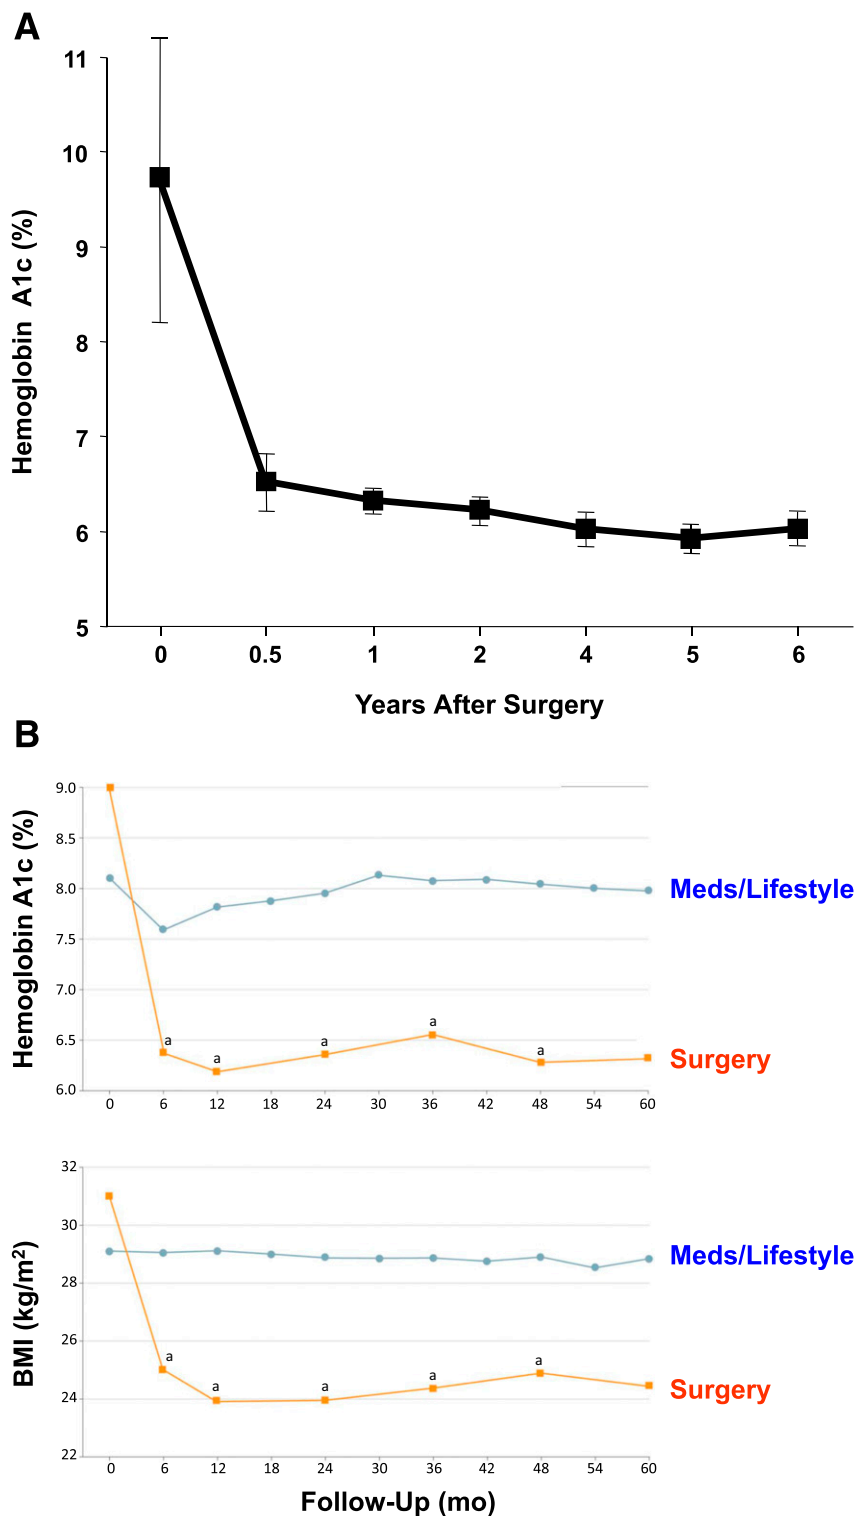 A
11
10
9
8
7
6
5
Hemoglobin A1c (%)
0 0.5 1 2 4 5 6
Years After Surgery
B
9.0
8.5
8.0
7.5
7.0
6.5
6.0
Hemoglobin A1c (%)
Meds/Lifestyle
a a a a a
Surgery
0 6 12 18 24 30 36 42 48 54 60
32
30
28
26
24
22
BMI (kg/m²)
Meds/Lifestyle
a a a a a
Surgery
0 6 12 18 24 30 36 42 48 54 60
Follow-Up (mo)